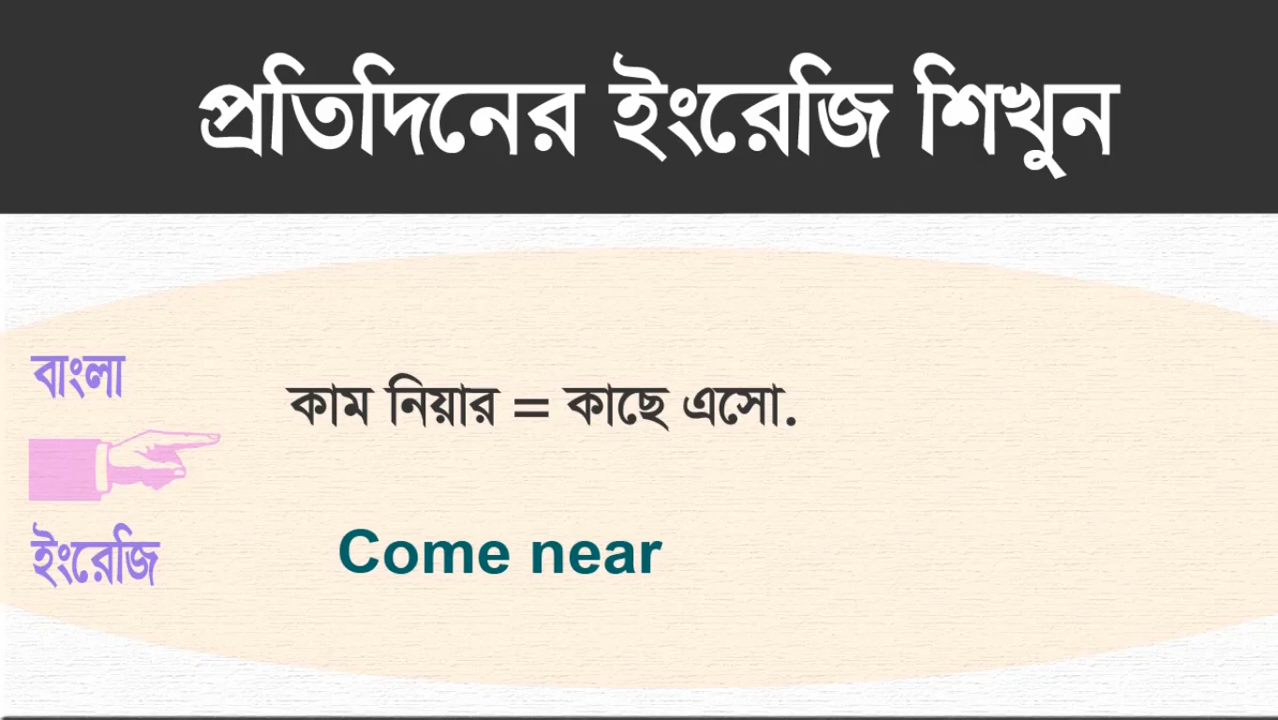 প্রতিদিনের ইংরেজি শিখুন
বাংলা
কাম নিয়ার = কাছে এসো.
ইংরেজি
Come near